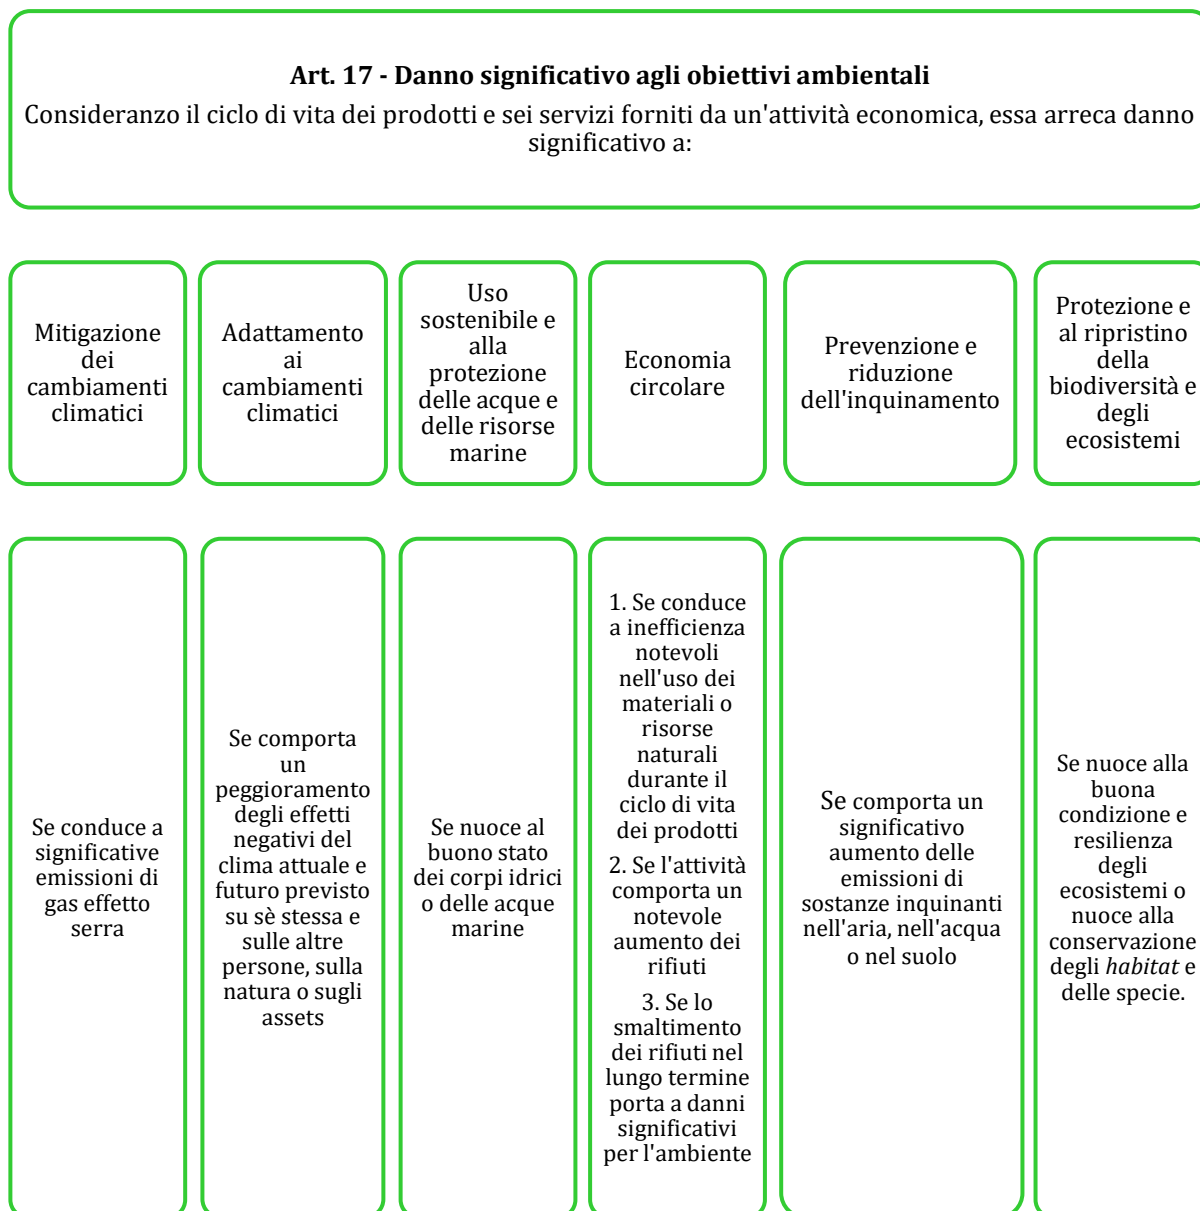 Art. 17 - Danno significativo agli obiettivi ambientali
Consideranzo il ciclo di vita dei prodotti e sei servizi forniti da un'attività economica, essa arreca danno
significativo a:
Mitigazione
dei
cambiamenti
climatici
Adattamento
ai
cambiamenti
climatici
Uso
sostenibile e
alla
protezione
delle acque e
delle risorse
marine
Economia
circolare
Prevenzione e
riduzione
dell'inquinamento
Protezione e
al ripristino
della
biodiversità e
degli
ecosistemi
Se conduce a
significative
emissioni di
gas effetto
serra
Se comporta
un
peggioramento
degli effetti
negativi del
clima attuale e
futuro previsto
su sè stessa e
sulle altre
persone, sulla
natura o sugli
assets
Se nuoce al
buono stato
dei corpi idrici
o delle acque
marine
1. Se conduce
a inefficienza
notevoli
nell'uso dei
materiali o
risorse
naturali
durante il
ciclo di vita
dei prodotti
2. Se l'attività
comporta un
notevole
aumento dei
rifiuti
3. Se lo
smaltimento
dei rifiuti nel
lungo termine
porta a danni
significativi
per l'ambiente
Se comporta un
significativo
aumento delle
emissioni di
sostanze inquinanti
nell'aria, nell'acqua
o nel suolo
Se nuoce alla
buona
condizione e
resilienza
degli
ecosistemi o
nuoce alla
conservazione
degli habitat e
delle specie.